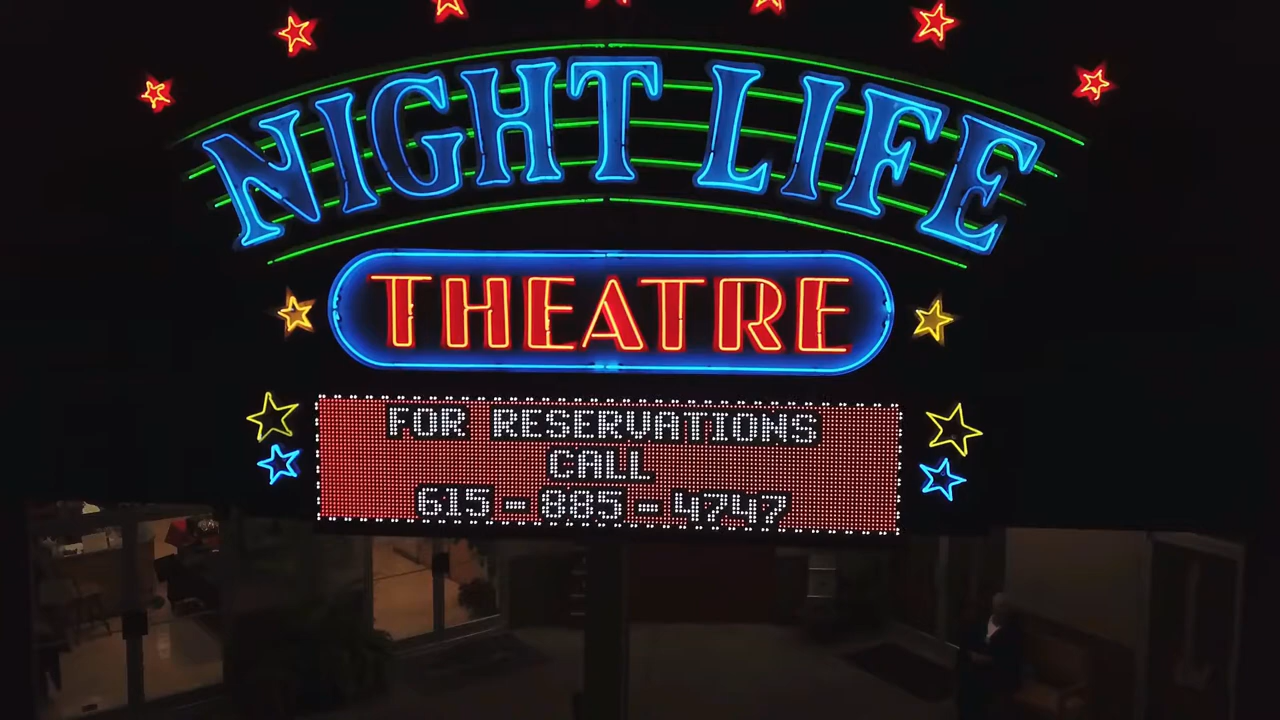 NIGHT LIFE
THEATRE
FOR RESERVATIONS
CALL
615-885-4747